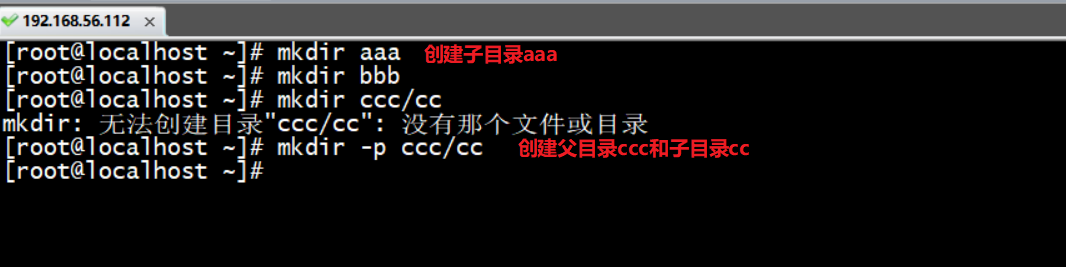 192.168.56.112 ×
[root@localhost ~]# mkdir aaa 创建子目录aaa
[root@localhost ~]# mkdir bbb
[root@localhost ~]# mkdir ccc/cc
mkdir: 无法创建目录"ccc/cc": 没有那个文件或目录
[root@localhost ~]# mkdir -p ccc/cc 创建父目录ccc和子目录cc
[root@localhost ~]#